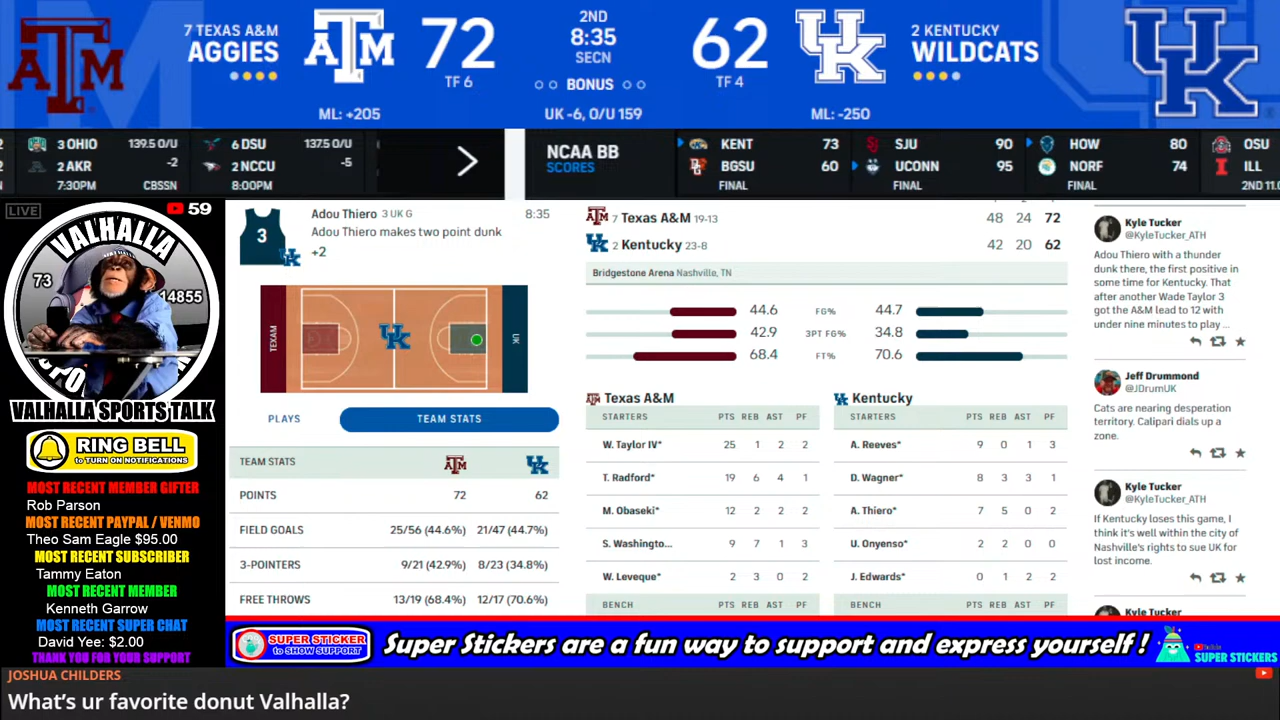 7 TEXAS A&M
AGGIES
72
TF 6
ML: +205
2ND
8:35
SECN
BONUS
UK -6, O/U 159
62
TF 4
ML: -250
2 KENTUCKY
WILDCATS
3 OHIO 139.5 O/U
2 AKR -2
7:30PM CBSSN
6 DSU 137.5 O/U
2 NCCU -5
8:00PM
NCAA BB
SCORES
KENT 73
BGSU 60
FINAL
SJU 90
UCONN 95
FINAL
HOW 80
NORF 74
FINAL
OSU
ILL
LIVE
59
VALHALLA
73
14855
VALHALLA SPORTS TALK
RING BELL
to TURN ON NOTIFICATIONS
MOST RECENT MEMBER GIFTER
Rob Parson
MOST RECENT PAYPAL / VENMO
Theo Sam Eagle $95.00
MOST RECENT SUBSCRIBER
Tammy Eaton
MOST RECENT MEMBER
Kenneth Garrow
MOST RECENT SUPER CHAT
David Yee: $2.00
THANK YOU FOR YOUR SUPPORT
3
Adou Thiero 3 UK G 8:35
Adou Thiero makes two point dunk
+2
TEXAM
UK
PLAYS
TEAM STATS
TEAM STATS
POINTS 72 62
FIELD GOALS 25/56 (44.6%) 21/47 (44.7%)
3-POINTERS 9/21 (42.9%) 8/23 (34.8%)
FREE THROWS 13/19 (68.4%) 12/17 (70.6%)
7 Texas A&M 19-13 48 24 72
2 Kentucky 23-8 42 20 62
Bridgestone Arena Nashville, TN
44.6 FG% 44.7
42.9 3PT FG% 34.8
68.4 FT% 70.6
Texas A&M
STARTERS PTS REB AST PF
W. Taylor IV* 25 1 2 2
T. Radford* 19 6 4 1
M. Obaseki* 12 2 2 2
S. Washingto... 9 7 1 3
W. Leveque* 2 3 0 2
BENCH PTS REB AST PF
Kentucky
STARTERS PTS REB AST PF
A. Reeves* 9 0 1 3
D. Wagner* 8 3 3 1
A. Thiero* 7 5 0 2
U. Onyenso* 2 2 0 0
J. Edwards* 0 1 2 2
BENCH PTS REB AST PF
Kyle Tucker
@KyleTucker_ATH
Adou Thiero with a thunder
dunk there, the first positive in
some time for Kentucky. That
after another Wade Taylor 3
got the A&M lead to 12 with
under nine minutes to play ...
Jeff Drummond
@JDrumUK
Cats are nearing desperation
territory. Calipari dials up a
zone.
Kyle Tucker
@KyleTucker_ATH
If Kentucky loses this game, I
think it's well within the city of
Nashville's rights to sue UK for
lost income.
Kyle Tucker
SUPER STICKER
to SHOW SUPPORT
Super Stickers are a fun way to support and express yourself !
SUPER STICKERS
JOSHUA CHILDERS
What's ur favorite donut Valhalla?